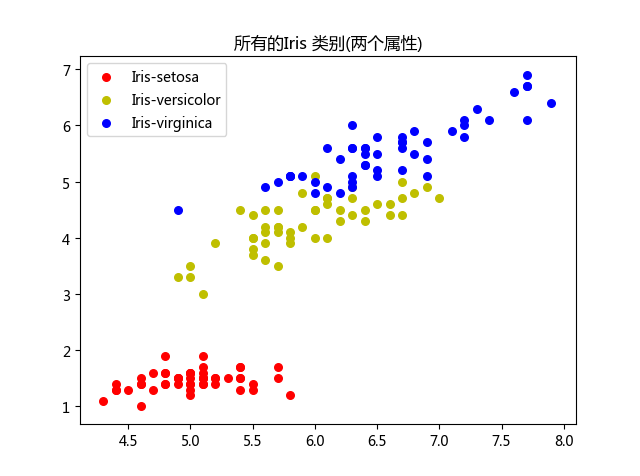 所有的Iris 类别(两个属性)
Iris-setosa
Iris-versicolor
Iris-virginica
7
6
5
4
3
2
1
4.5 5.0 5.5 6.0 6.5 7.0 7.5 8.0